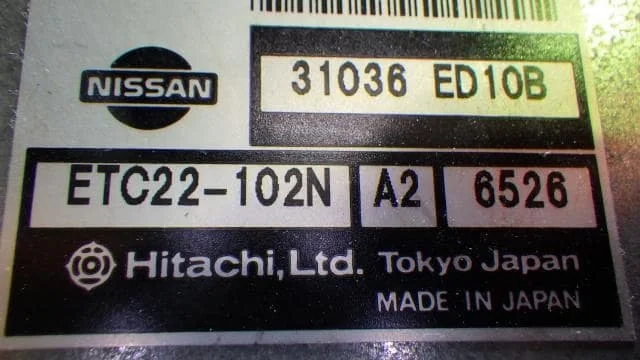 NISSAN
31036 ED10B
ETC22-102N A2 6526
Hitachi,Ltd. Tokyo Japan
MADE IN JAPAN